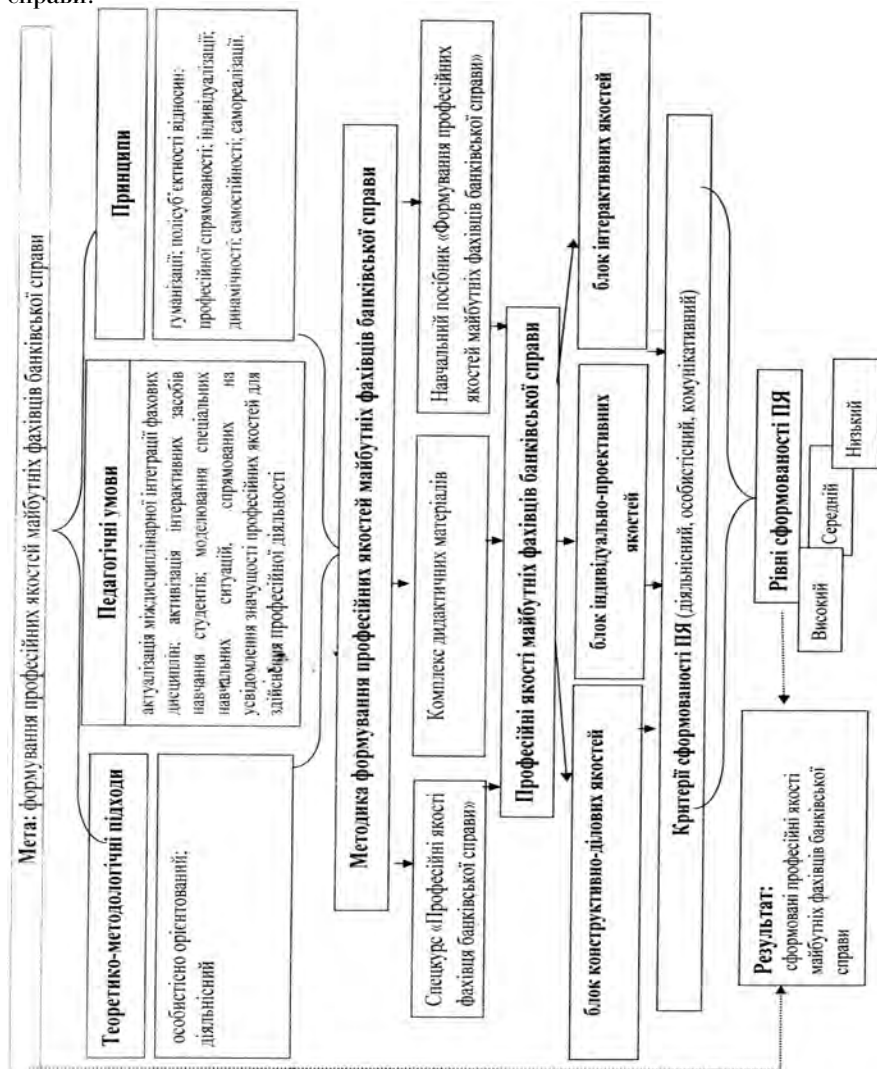 справи.
Мета: формування професійних якостей майбутніх фахівців банківської справи
Теоретико-методологічні підходи
особистісно орієнтований;
діяльнісний
Педагогічні умови
актуалізація міждисциплінарної інтеграції фахових
дисциплін; активізація інтерактивних засобів
навчання студентів; моделювання спеціальних
навчальних ситуацій, спрямованих на
усвідомлення значущості професійних якостей для
здійснення професійної діяльності
Принципи
гуманізації; полісуб'єктності відносин;
професійної спрямованості; індивідуалізації;
динамічності; самостійності; самореалізації.
Методика формування професійних якостей майбутніх фахівців банківської справи
Спецкурс «Професійні якості
фахівця банківської справи»
Комплекс дидактичних матеріалів
Навчальний посібник «Формування професійних
якостей майбутніх фахівців банківської справи»
Професійні якості майбутніх фахівців банківської справи
блок конструктивно-ділових якостей
блок індивідуально-проективних
якостей
блок інтерактивних якостей
Критерії сформованості ПЯ (діяльнісний, особистісний, комунікативний)
Рівні сформованості ПЯ
Високий
Середній
Низький
Результат:
сформовані професійні якості
майбутніх фахівців банківської
справи